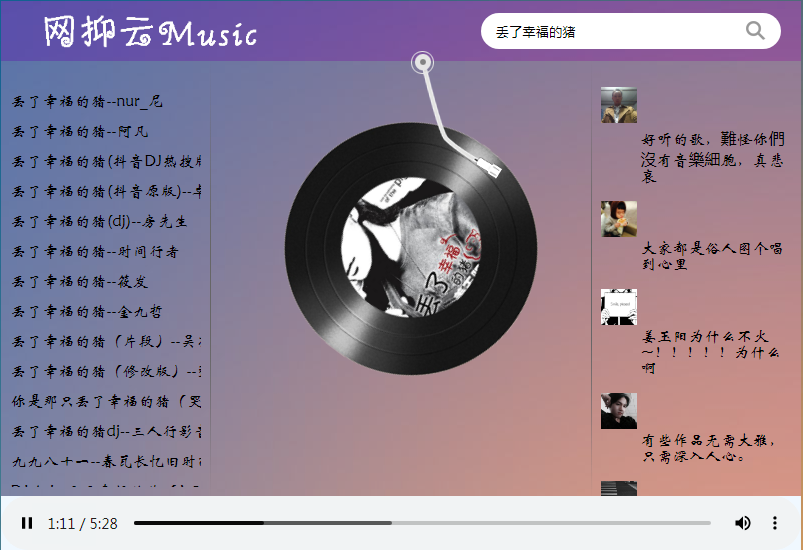 网抑云Music
丢了幸福的猪
丢了幸福的猪--nur_尼
丢了幸福的猪--阿凡
丢了幸福的猪(抖音DJ热搜版
丢了幸福的猪(抖音原版)--
丢了幸福的猪(dj)--房先生
丢了幸福的猪--时间行者
丢了幸福的猪--筱发
丢了幸福的猪--金九哲
丢了幸福的猪（片段）--吴
丢了幸福的猪（修改版）--
你是那只丢了幸福的猪（哭
丢了幸福的猪dj--三人行影音
九九八十一--春瓦长忆旧时
幸福
丢了
的猪
好听的歌，難怪你們
沒有音樂細胞，真悲
哀
大家都是俗人图个唱
到心里
姜玉阳为什么不火
~！！！！！为什么
啊
有些作品无需大雅，
只需深入人心。
1:11 / 5:28